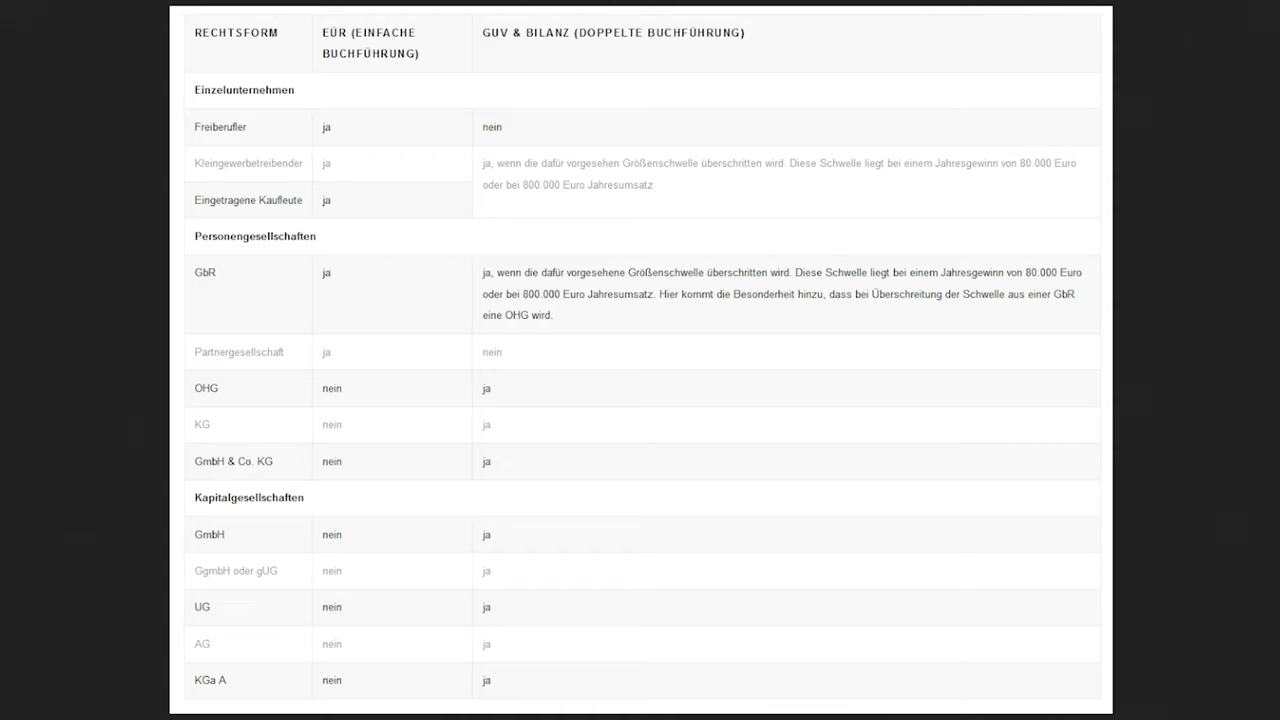 RECHTSFORM
EÜR (EINFACHE
BUCHFÜHRUNG)
GUV & BILANZ (DOPPELTE BUCHFÜHRUNG)
Einzelunternehmen
Freiberufler ja nein
Kleingewerbetreibender ja
ja, wenn die dafür vorgesehen Größenschwelle überschritten wird. Diese Schwelle liegt bei einem Jahresgewinn von 80.000 Euro
oder bei 800.000 Euro Jahresumsatz
Eingetragene Kaufleute ja
Personengesellschaften
GbR ja ja, wenn die dafür vorgesehene Größenschwelle überschritten wird. Diese Schwelle liegt bei einem Jahresgewinn von 80.000 Euro
oder bei 800.000 Euro Jahresumsatz. Hier kommt die Besonderheit hinzu, dass bei Überschreitung der Schwelle aus einer GbR
eine OHG wird.
Partnergesellschaft ja nein
OHG nein ja
KG nein ja
GmbH & Co. KG nein ja
Kapitalgesellschaften
GmbH nein ja
GgmbH oder gUG nein ja
UG nein ja
AG nein ja
KGa A nein ja